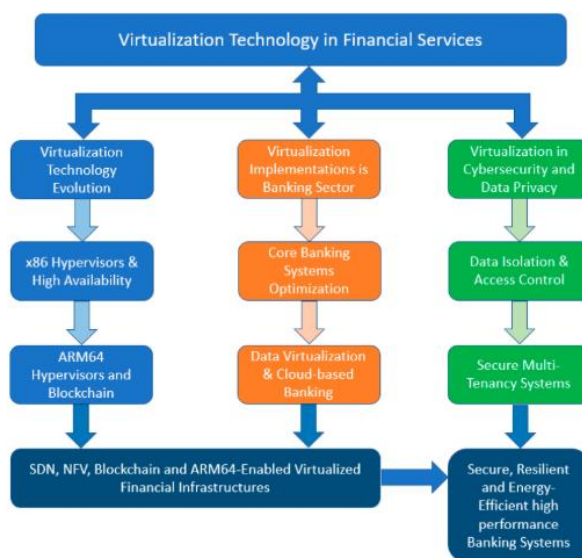 Virtualization Technology in Financial Services
Virtualization
Technology
Evolution
Virtualization
Implementations is
Banking Sector
Virtualization in
Cybersecurity and
Data Privacy
x86 Hypervisors &
High Availability
Core Banking
Systems
Optimization
Data Isolation &
Access Control
ARM64
Hypervisors and
Blockchain
Data Virtualization
& Cloud-based
Banking
Secure Multi-
Tenancy Systems
SDN, NFV, Blockchain and ARM64-Enabled Virtualized
Financial Infrastructures
Secure, Resilient
and Energy-
Efficient high
performance
Banking Systems